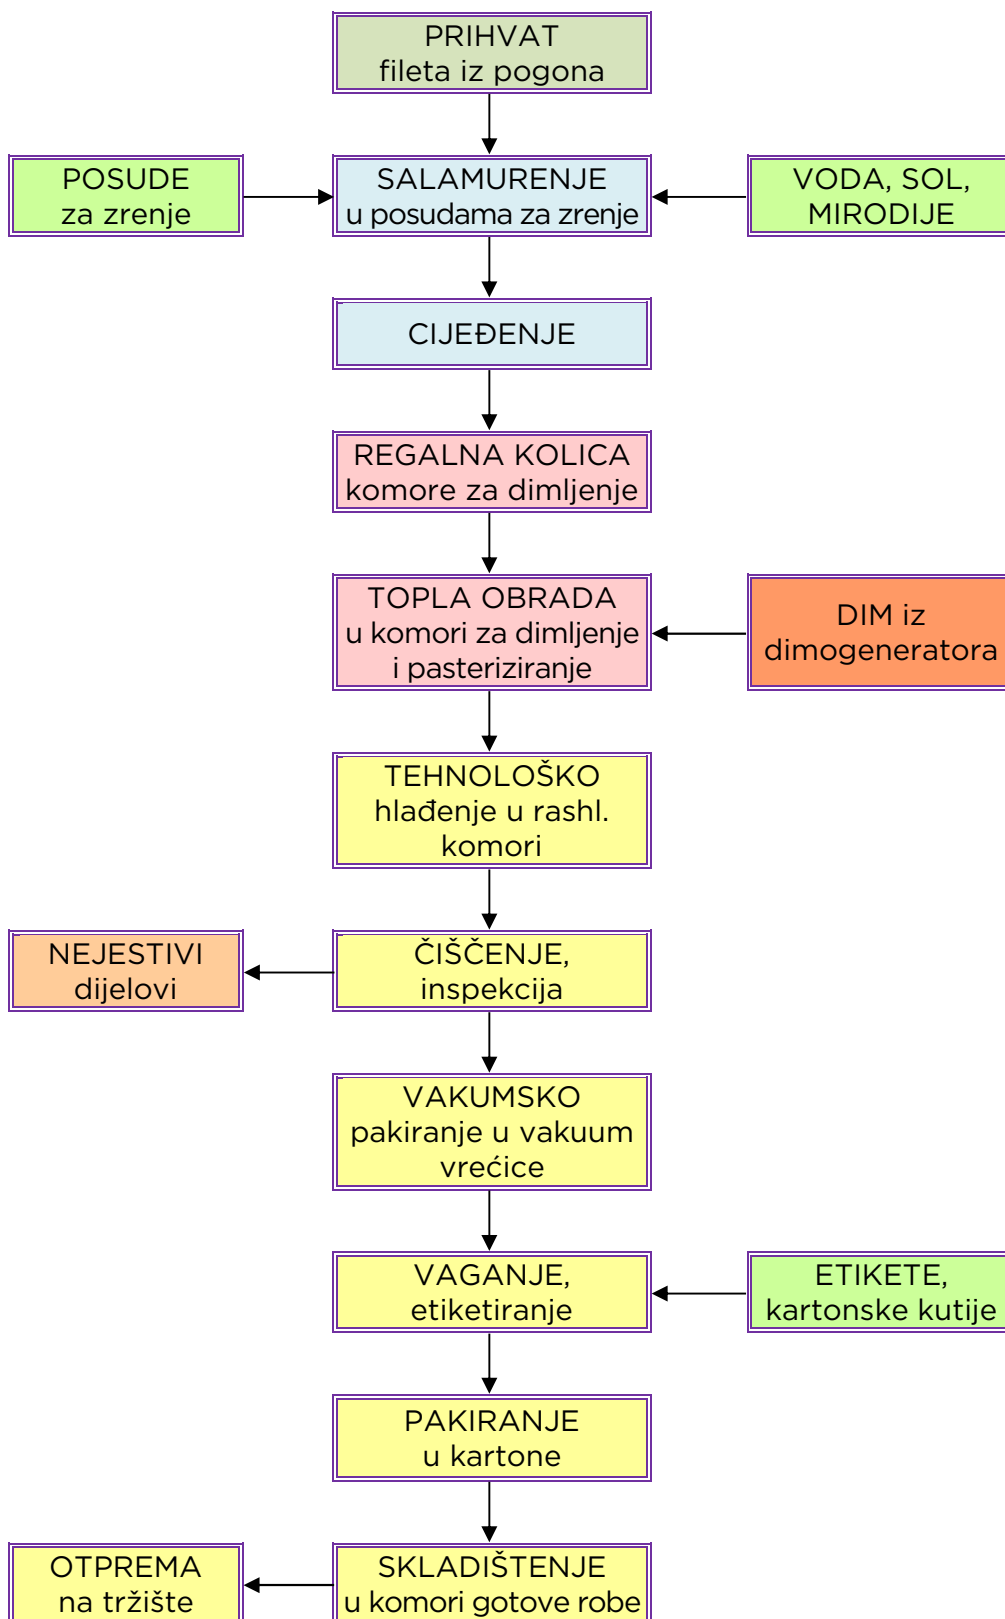 PRIHVAT
fileta iz pogona
POSUDE
za zrenje
SALAMURENJE
u posudama za zrenje
VODA, SOL,
MIRODIJE
CIJEĐENJE
REGALNA KOLICA
komore za dimljenje
TOPLA OBRADA
u komori za dimljenje
i pasteriziranje
DIM iz
dimogeneratora
TEHNOLOŠKO
hlađenje u rashl.
komori
NEJESTIVI
dijelovi
ČIŠČENJE,
inspekcija
VAKUMSKO
pakiranje u vakuum
vrećice
VAGANJE,
etiketiranje
ETIKETE,
kartonske kutije
PAKIRANJE
u kartone
OTPREMA
na tržište
SKLADIŠTENJE
u komori gotove robe